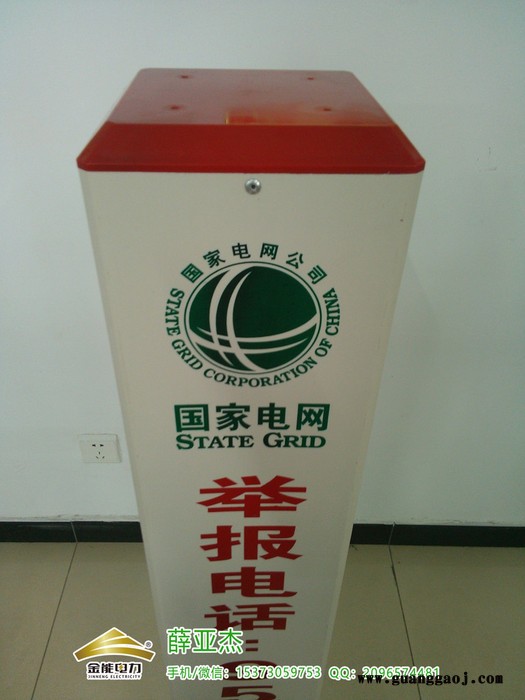 国家电网公司
STATE GRID CORPORATION OF CHINA
国家电网
STATE GRID
举报电话:05
金能电力
JINNENG ELECTRICITY
薛亚杰
手机/微信：15373059753 QQ：2096574481
www.guanggaoj.com